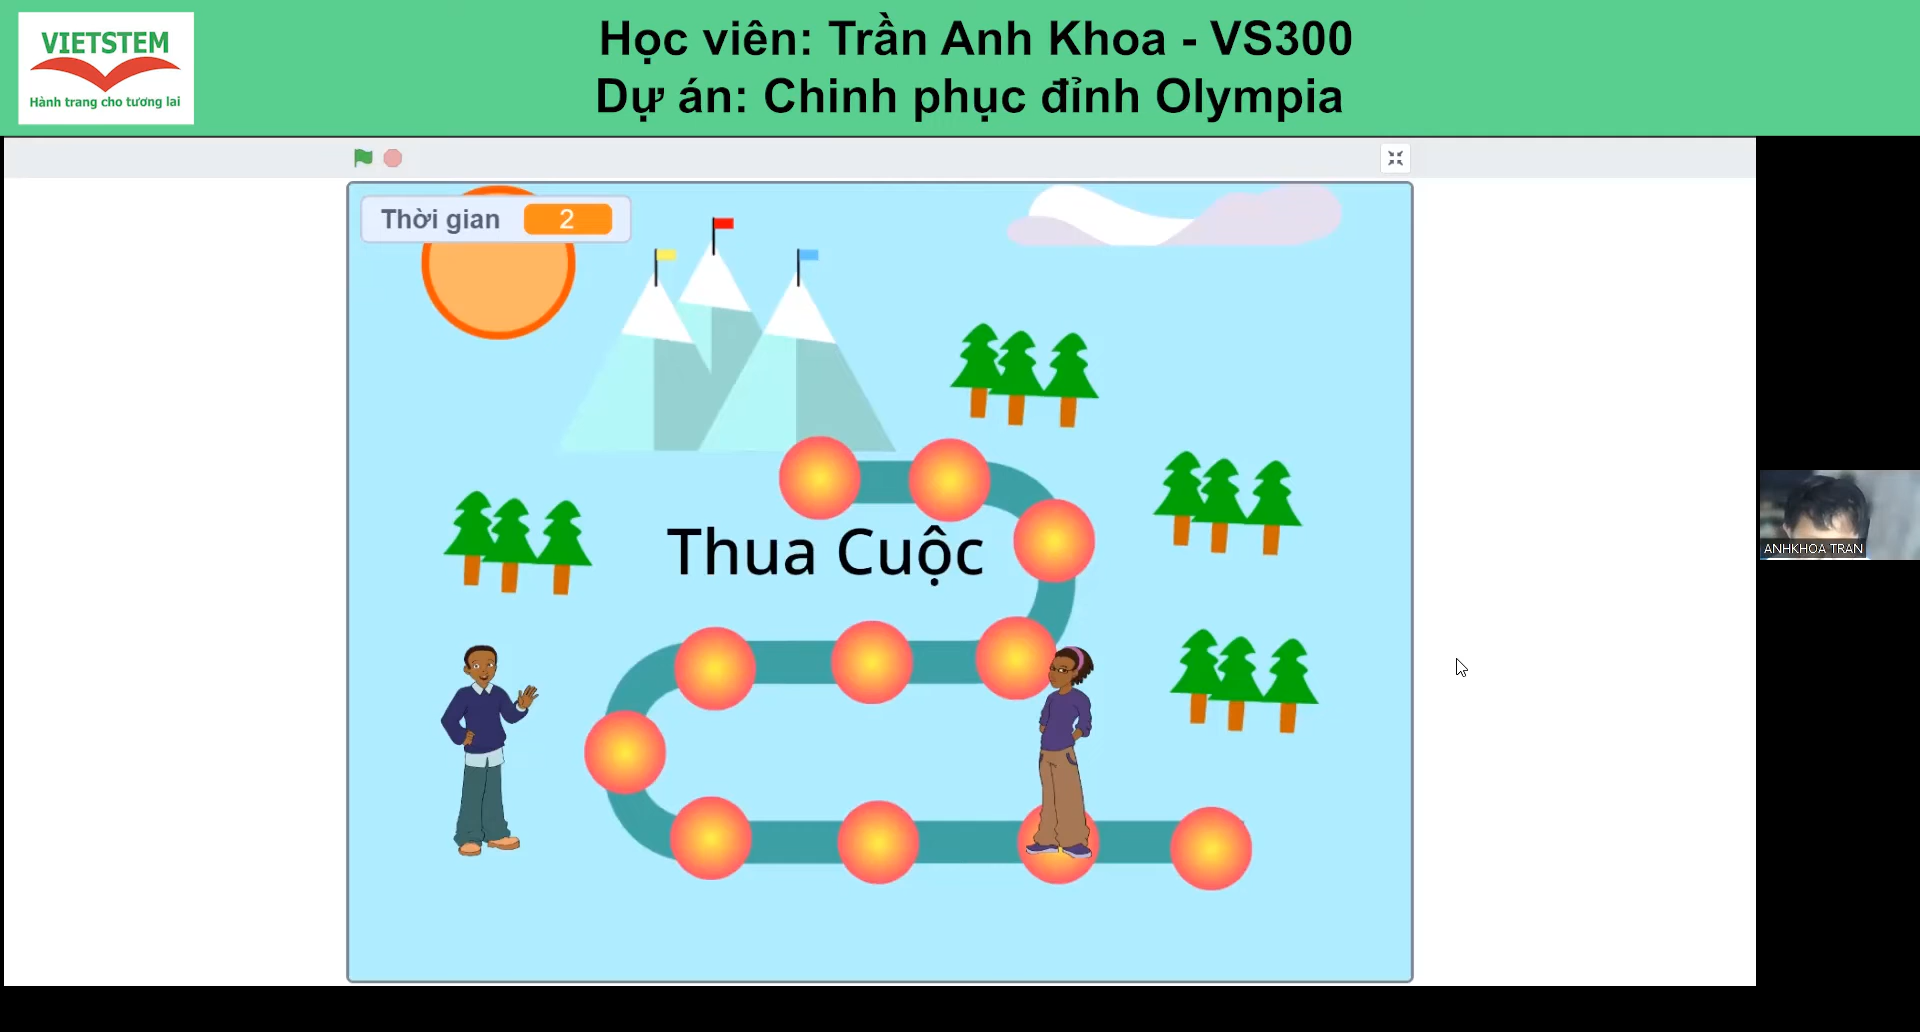 VIETSTEM
Hành trang cho tương lai
Học viên: Trần Anh Khoa - VS300
Dự án: Chinh phục đỉnh Olympia
Thời gian 2
Thua Cuộc
ANHKHOA TRAN